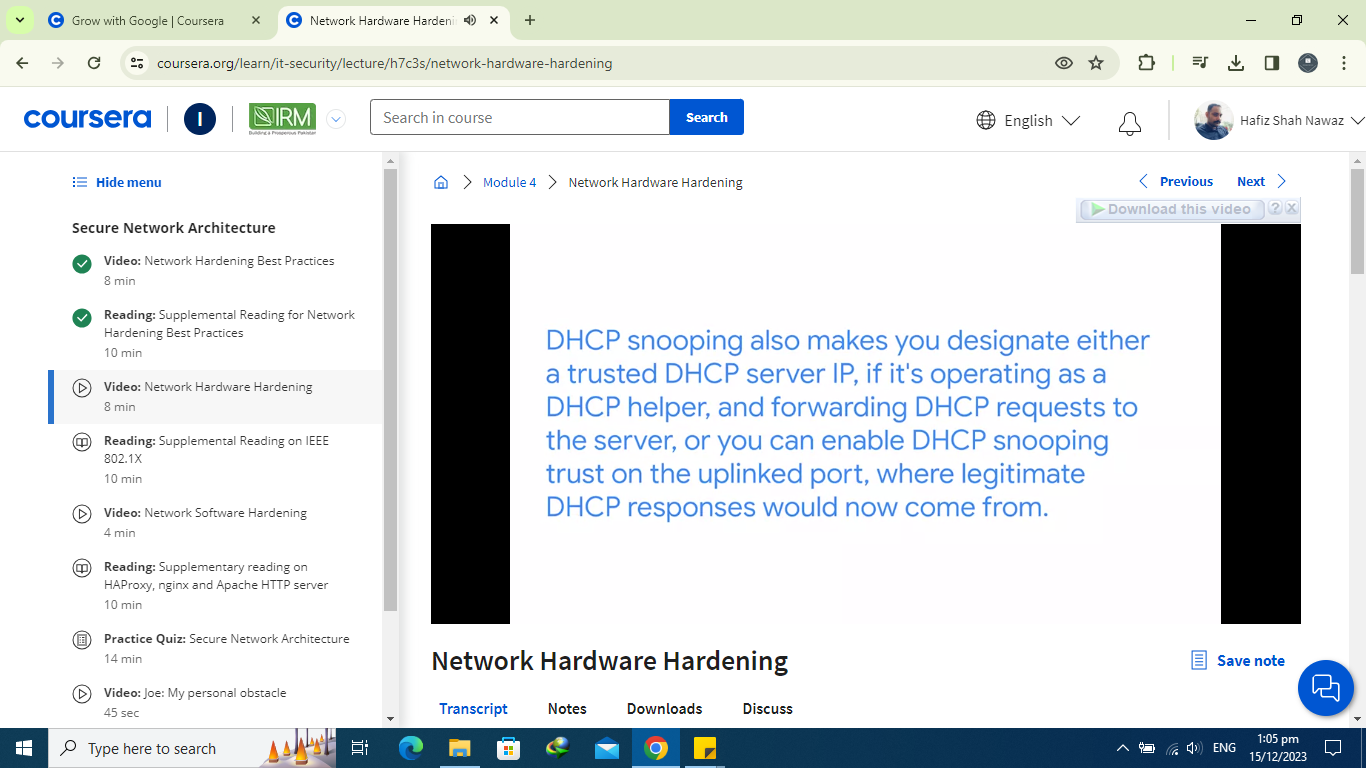 Grow with Google | Coursera
Network Hardware Hardeni
coursera.org/learn/it-security/lecture/h7c3s/network-hardware-hardening
coursera
I
IRM
Building a Prosperous Pakistan
Search in course
Search
English
Hafiz Shah Nawaz
Hide menu
Secure Network Architecture
Video: Network Hardening Best Practices
8 min
Reading: Supplemental Reading for Network
Hardening Best Practices
10 min
Video: Network Hardware Hardening
8 min
Reading: Supplemental Reading on IEEE
802.1X
10 min
Video: Network Software Hardening
4 min
Reading: Supplementary reading on
HAProxy, nginx and Apache HTTP server
10 min
Practice Quiz: Secure Network Architecture
14 min
Video: Joe: My personal obstacle
45 sec
Module 4
Network Hardware Hardening
Previous
Next
Download this video
?
DHCP snooping also makes you designate either
a trusted DHCP server IP, if it's operating as a
DHCP helper, and forwarding DHCP requests to
the server, or you can enable DHCP snooping
trust on the uplinked port, where legitimate
DHCP responses would now come from.
Network Hardware Hardening
Save note
Transcript
Notes
Downloads
Discuss
Type here to search
ENG
1:05 pm
15/12/2023